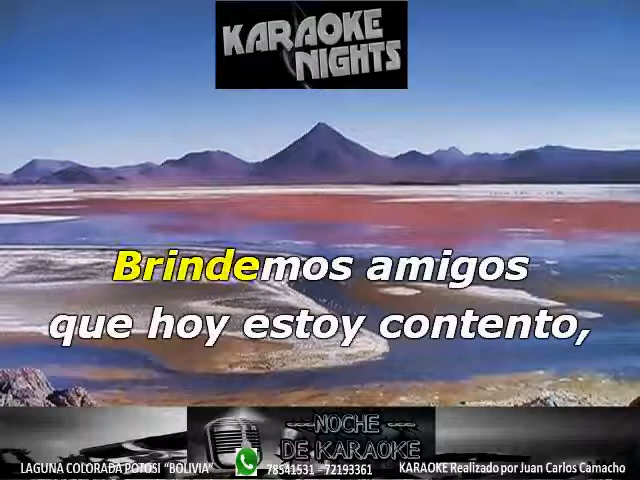 KARAOKE
NIGHTS
Brindemos amigos
que hoy estoy contento,
--- NOCHE ---
DE KARAOKE
LAGUNA COLORADA POTOSI “BOLIVIA” 78541531 - 72193361 KARAOKE Realizado por Juan Carlos Camacho